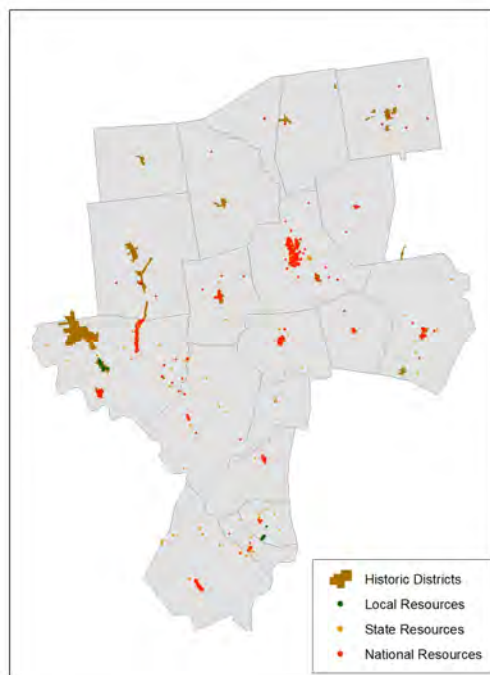 Historic Districts
Local Resources
State Resources
National Resources